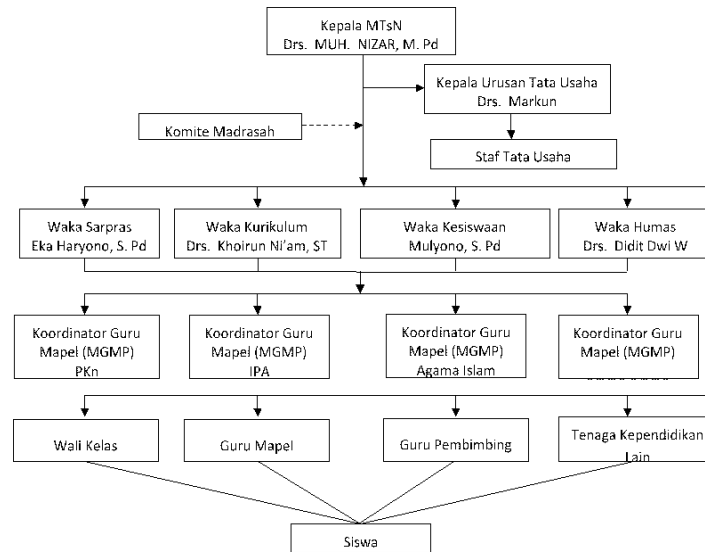 Kepala MTsN
Drs. MUH. NIZAR, M. Pd
Kepala Urusan Tata Usaha
Drs. Markun
Komite Madrasah
Staf Tata Usaha
Waka Sarpras
Eka Haryono, S. Pd
Waka Kurikulum
Drs. Khoirun Ni'am, ST
Waka Kesiswaan
Mulyono, S. Pd
Waka Humas
Drs. Didit Dwi W
Koordinator Guru
Mapel (MGMP)
PKn
Koordinator Guru
Mapel (MGMP)
IPA
Koordinator Guru
Mapel (MGMP)
Agama Islam
Koordinator Guru
Mapel (MGMP)
Wali Kelas
Guru Mapel
Guru Pembimbing
Tenaga Kependidikan
Lain
Siswa